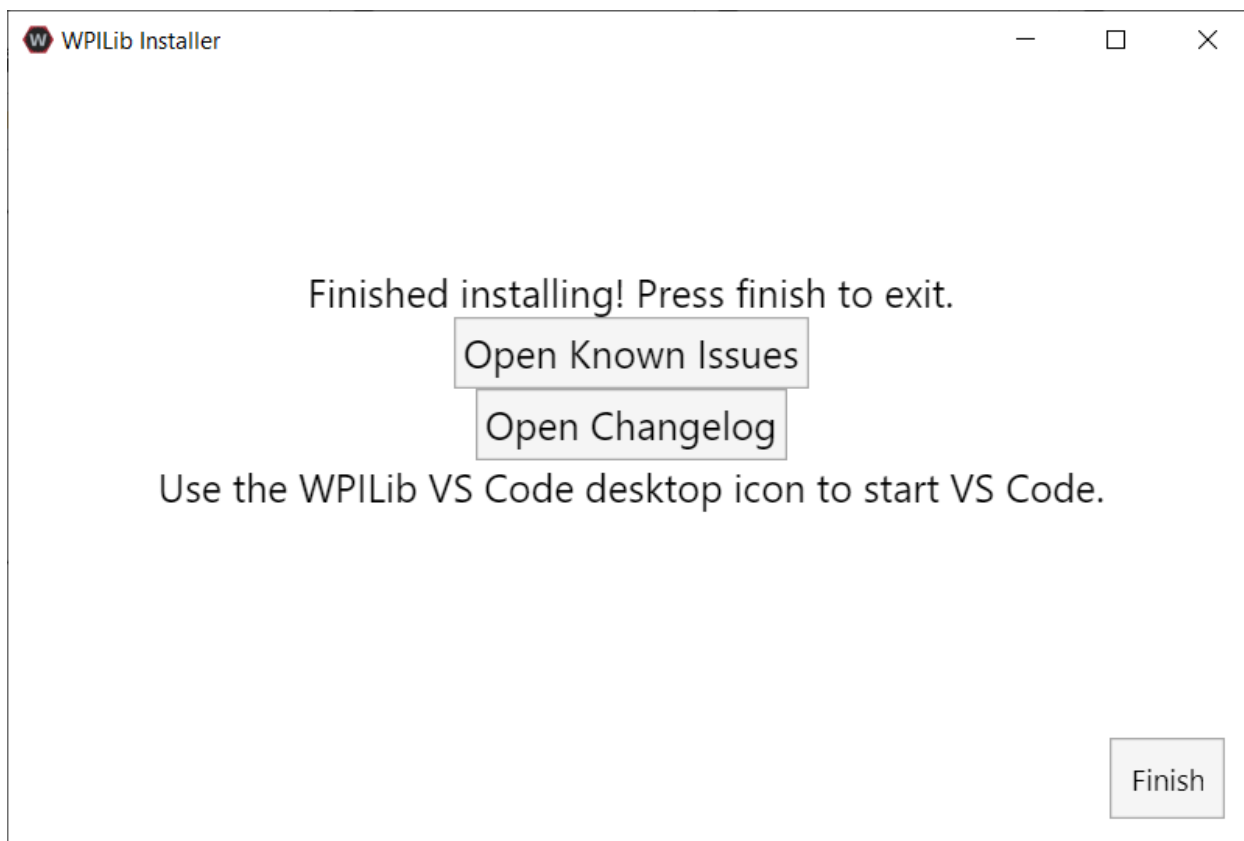 W WPILib Installer
Finished installing! Press finish to exit.
Open Known Issues
Open Changelog
Use the WPILib VS Code desktop icon to start VS Code.
Finish